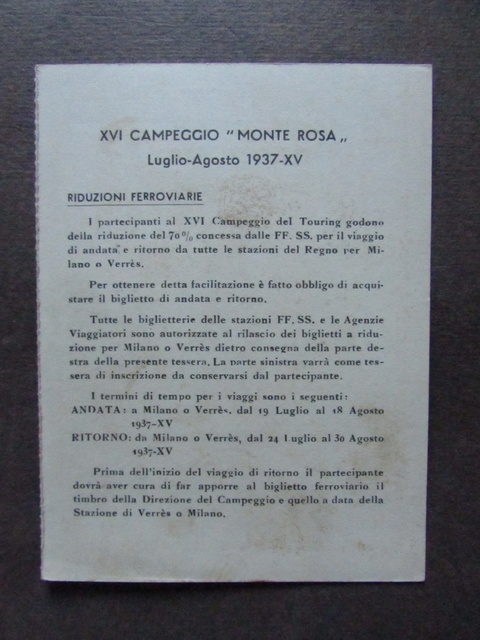 XVI CAMPEGGIO "MONTE ROSA„
Luglio-Agosto 1937-XV
RIDUZIONI FERROVIARIE
I partecipanti al XVI Campeggio del Touring godono
della riduzione del 70% concessa dalle FF. SS. per il viaggio
di andata e ritorno da tutte le stazioni del Regno per Mi-
lano o Verrès.
Per ottenere detta facilitazione è fatto obbligo di acqui-
stare il biglietto di andata e ritorno.
Tutte le biglietterie delle stazioni FF. SS. e le Agenzie
Viaggiatori sono autorizzate al rilascio dei biglietti a ridu-
zione per Milano o Verrès dietro consegna della parte de-
stra della presente tessera. La parte sinistra varrà come tes-
sera di inscrizione da conservarsi dal partecipante.
I termini di tempo per i viaggi sono i seguenti:
ANDATA: a Milano o Verrès, dal 19 Luglio al 18 Agosto
1937-XV
RITORNO: da Milano o Verrès, dal 24 Luglio al 30 Agosto
1937-XV
Prima dell'inizio del viaggio di ritorno il partecipante
dovrà aver cura di far apporre al biglietto ferroviario il
timbro della Direzione del Campeggio e quello a data della
Stazione di Verrès o Milano.